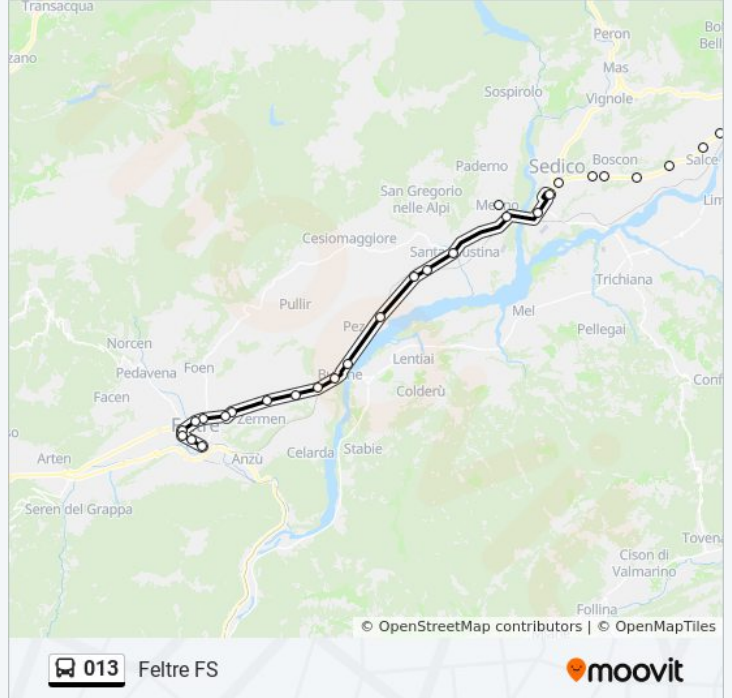 Transacqua
zano
Peron
Bol
Bell
Mas
Sospirolo
Vignole
Paderno
Sedico
Boscon
Salce
San Gregorio
nelle Alpi
Lim
Cesiomaggiore
Trichiana
Pullir
Mel
Norcen
Pellegai
Pedavena
Foen
Lentiai
Facen
Colderù
Conf
Zermen
so
Arten
Anzù
Celarda
Stabie
Seren del Grappa
Tovena
Cison di
Valmarino
Follina
© OpenStreetMap contributors | © OpenMapTiles
013 Feltre FS
moovit